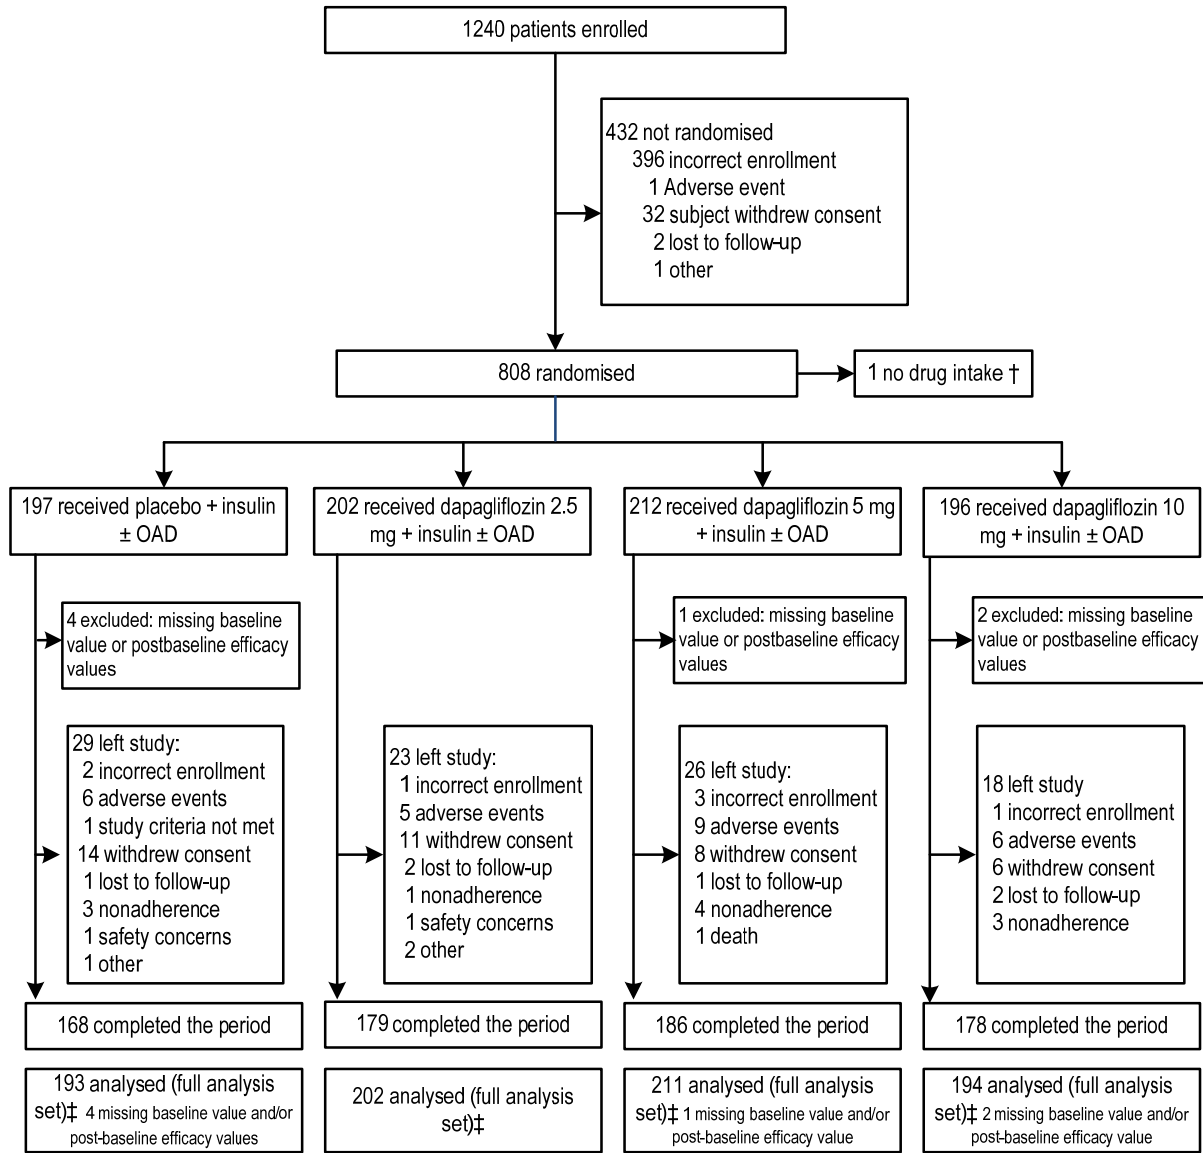 1240 patients enrolled
432 not randomised
396 incorrect enrollment
1 Adverse event
32 subject withdrew consent
2 lost to follow-up
1 other
808 randomised
1 no drug intake †
197 received placebo + insulin
± OAD
202 received dapagliflozin 2.5
mg + insulin ± OAD
212 received dapagliflozin 5 mg
+ insulin ± OAD
196 received dapagliflozin 10
mg + insulin ± OAD
4 excluded: missing baseline
value or postbaseline efficacy
values
1 excluded: missing baseline
value or postbaseline efficacy
values
2 excluded: missing baseline
value or postbaseline efficacy
values
29 left study:
2 incorrect enrollment
6 adverse events
1 study criteria not met
14 withdrew consent
1 lost to follow-up
3 nonadherence
1 safety concerns
1 other
23 left study:
1 incorrect enrollment
5 adverse events
11 withdrew consent
2 lost to follow-up
1 nonadherence
1 safety concerns
2 other
26 left study:
3 incorrect enrollment
9 adverse events
8 withdrew consent
1 lost to follow-up
4 nonadherence
1 death
18 left study
1 incorrect enrollment
6 adverse events
6 withdrew consent
2 lost to follow-up
3 nonadherence
168 completed the period
179 completed the period
186 completed the period
178 completed the period
193 analysed (full analysis
set)‡ 4 missing baseline value and/or
post-baseline efficacy values
202 analysed (full analysis
set)‡
211 analysed (full analysis
set)‡ 1 missing baseline value and/or
post-baseline efficacy value
194 analysed (full analysis
set)‡ 2 missing baseline value and/or
post-baseline efficacy value